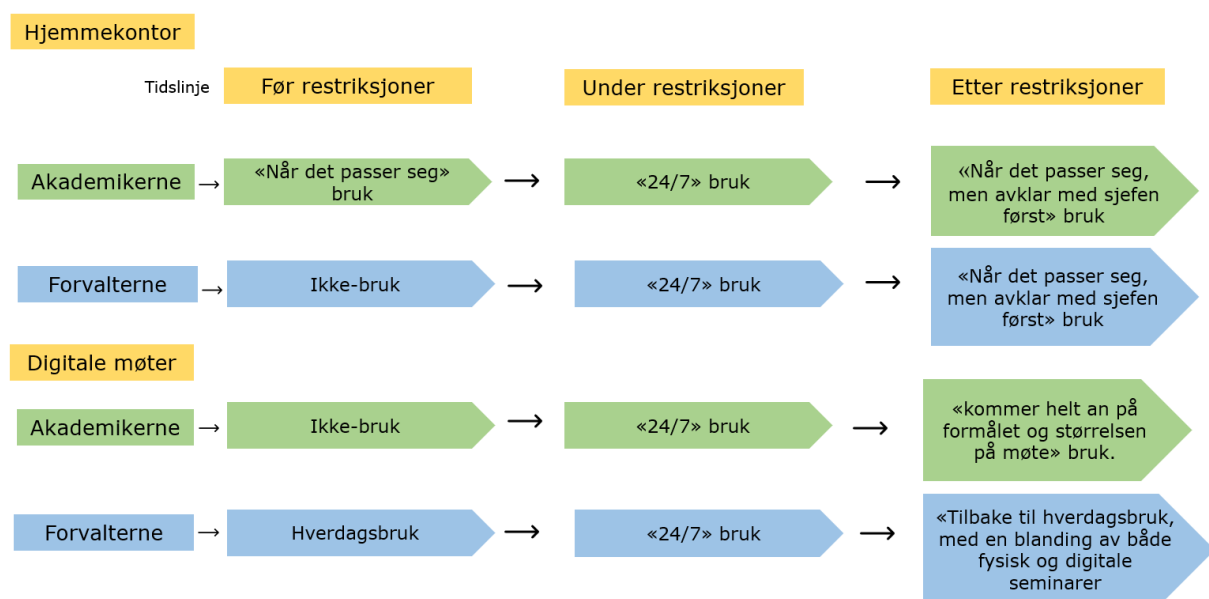 Hjemmekontor
Tidslinje
Før restriksjoner
Under restriksjoner
Etter restriksjoner
Akademikerne
«Når det passer seg»
bruk
«24/7» bruk
«Når det passer seg,
men avklar med sjefen
først» bruk
Forvalterne
Ikke-bruk
«24/7» bruk
«Når det passer seg,
men avklar med sjefen
først» bruk
Digitale møter
Akademikerne
Ikke-bruk
«24/7» bruk
«kommer helt an på
formålet og størrelsen
på møte» bruk.
Forvalterne
Hverdagsbruk
«24/7» bruk
«Tilbake til hverdagsbruk,
med en blanding av både
fysisk og digitale
seminarer